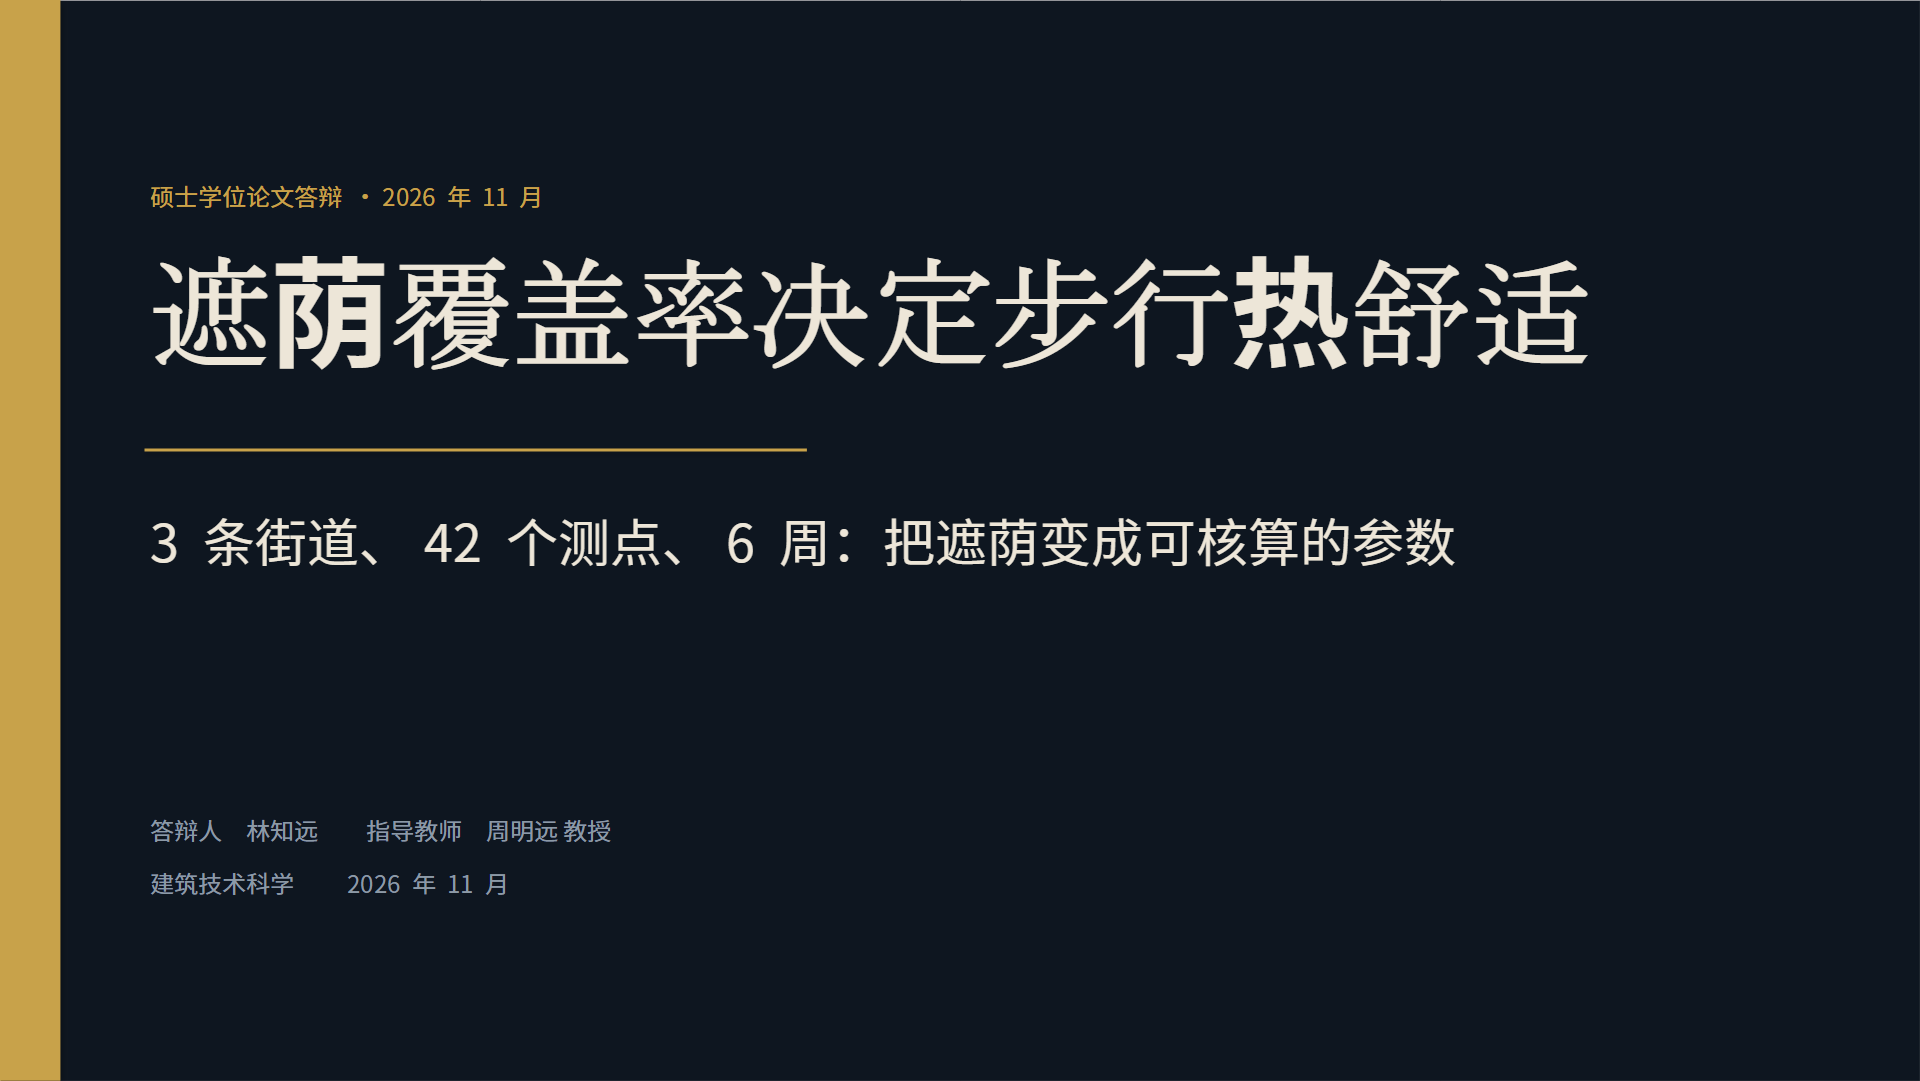 硕士学位论文答辩 · 2026 年 11 月
遮荫覆盖率决定步行热舒适
3 条街道、 42 个测点、 6 周：把遮荫变成可核算的参数
答辩人 林知远 指导教师 周明远 教授
建筑技术科学 2026 年 11 月